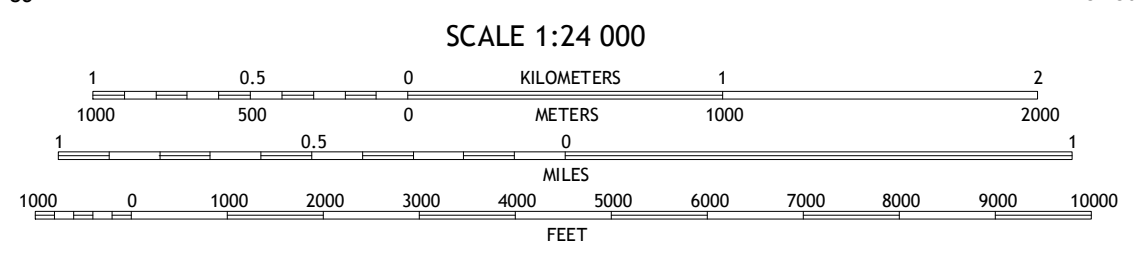 SCALE 1:24 000
1 0.5 0 KILOMETERS 1 2
1000 500 0 METERS 1000 2000
1 0.5 0 1
MILES
1000 0 1000 2000 3000 4000 5000 6000 7000 8000 9000 10000
FEET